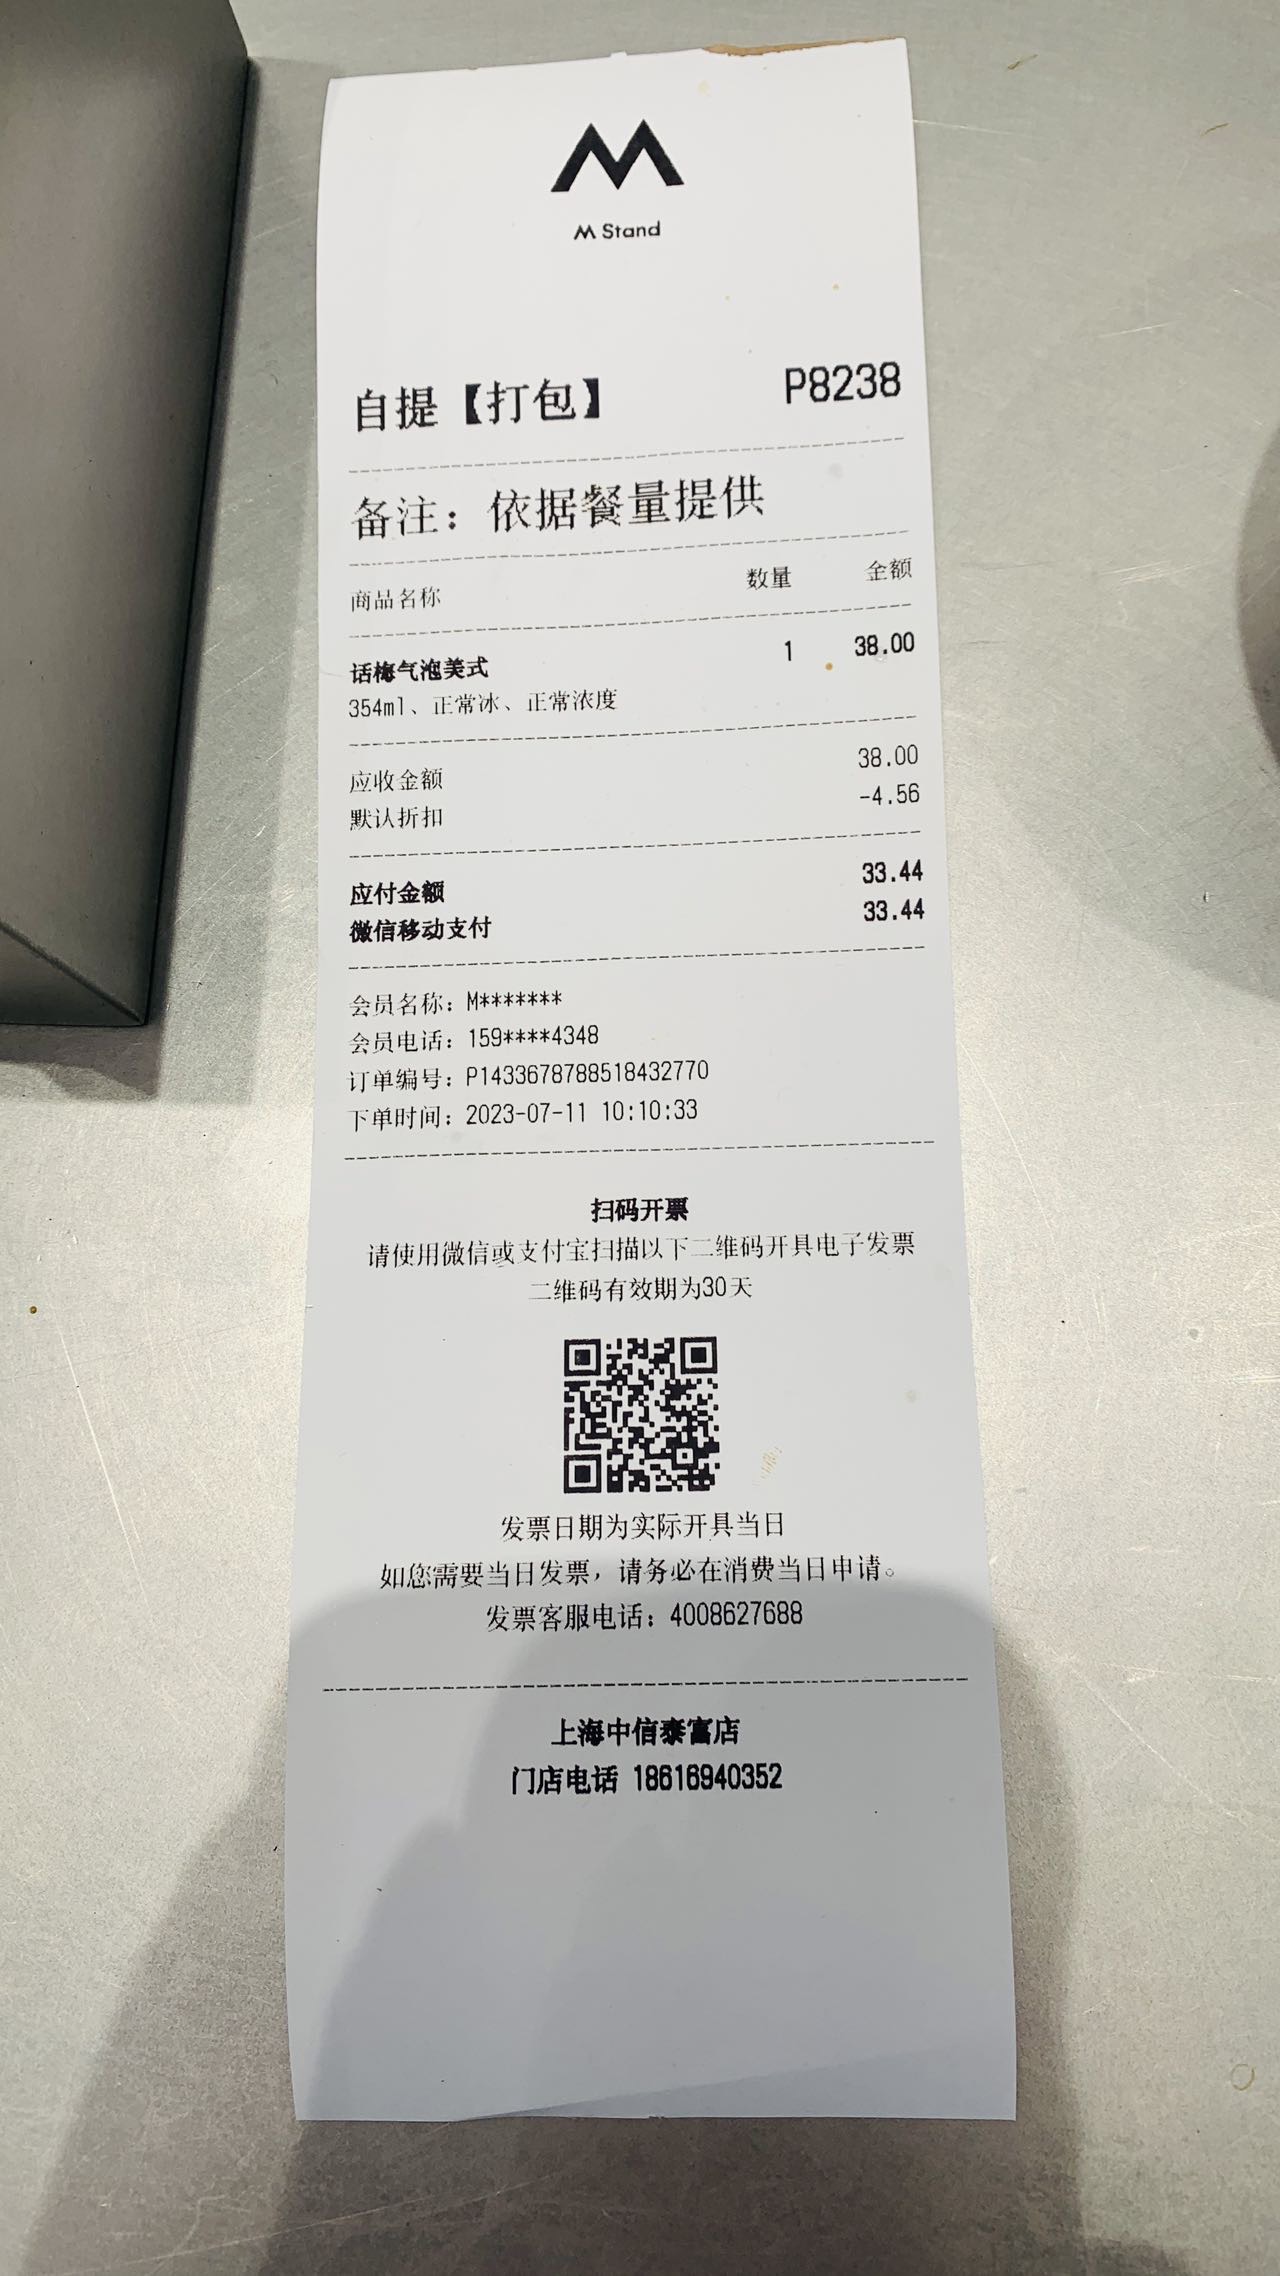 M Stand
自提【打包】 P8238
备注：依据餐量提供
商品名称 数量 金额
话梅气泡美式 1 38.00
354ml、正常冰、正常浓度
应收金额 38.00
默认折扣 -4.56
应付金额 33.44
微信移动支付 33.44
会员名称：M*******
会员电话：159****4348
订单编号：P1433678788518432770
下单时间：2023-07-11 10:10:33
扫码开票
请使用微信或支付宝扫描以下二维码开具电子发票
二维码有效期为30天
发票日期为实际开具当日
如您需要当日发票，请务必在消费当日申请。
发票客服电话：4008627688
上海中信泰富店
门店电话 18616940352